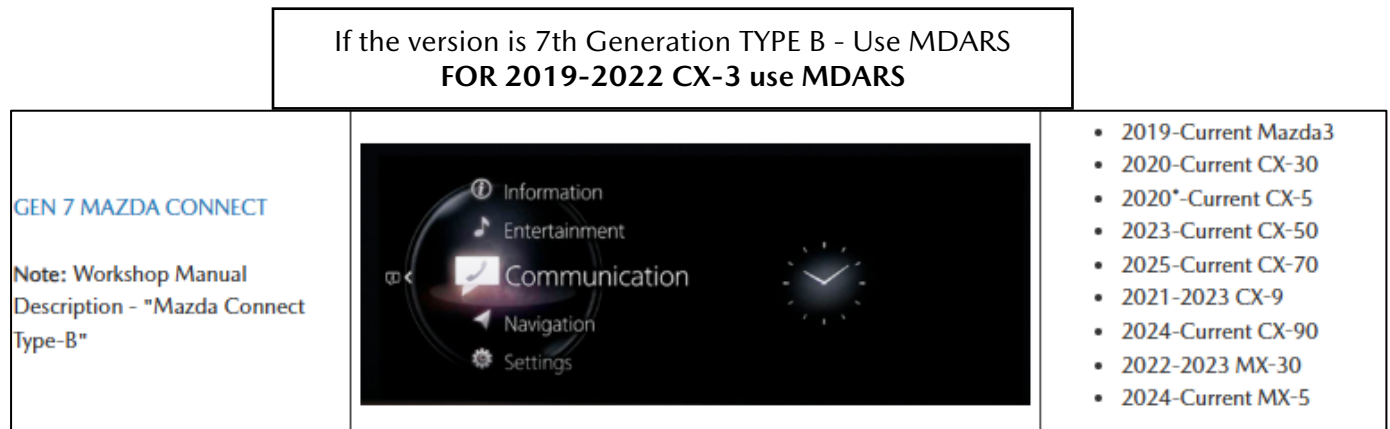 If the version is 7th Generation TYPE B - Use MDARS
FOR 2019-2022 CX-3 use MDARS
GEN 7 MAZDA CONNECT
Note: Workshop Manual
Description - "Mazda Connect
Type-B"
Information
Entertainment
Communication
Navigation
Settings
• 2019-Current Mazda3
• 2020-Current CX-30
• 2020*-Current CX-5
• 2023-Current CX-50
• 2025-Current CX-70
• 2021-2023 CX-9
• 2024-Current CX-90
• 2022-2023 MX-30
• 2024-Current MX-5